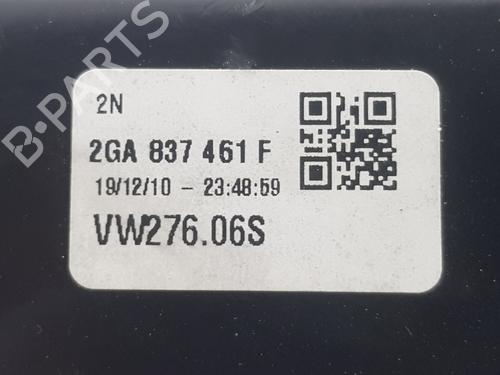 B-PARTS
2N
2GA 837 461 F
19/12/10 - 23:48:59
VW276.06S